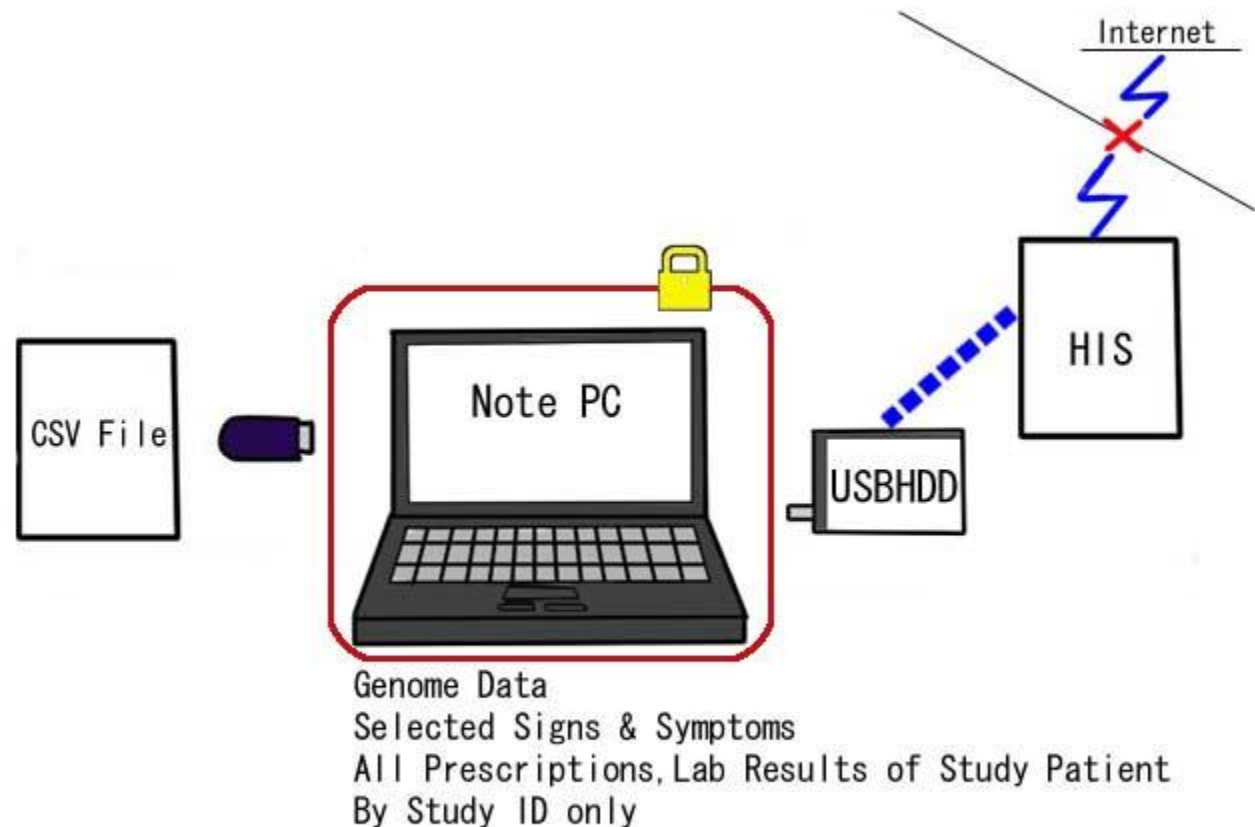 Internet
HIS
Note PC
CSV File
USBHDD
Genome Data
Selected Signs & Symptoms
All Prescriptions,Lab Results of Study Patient
By Study ID only